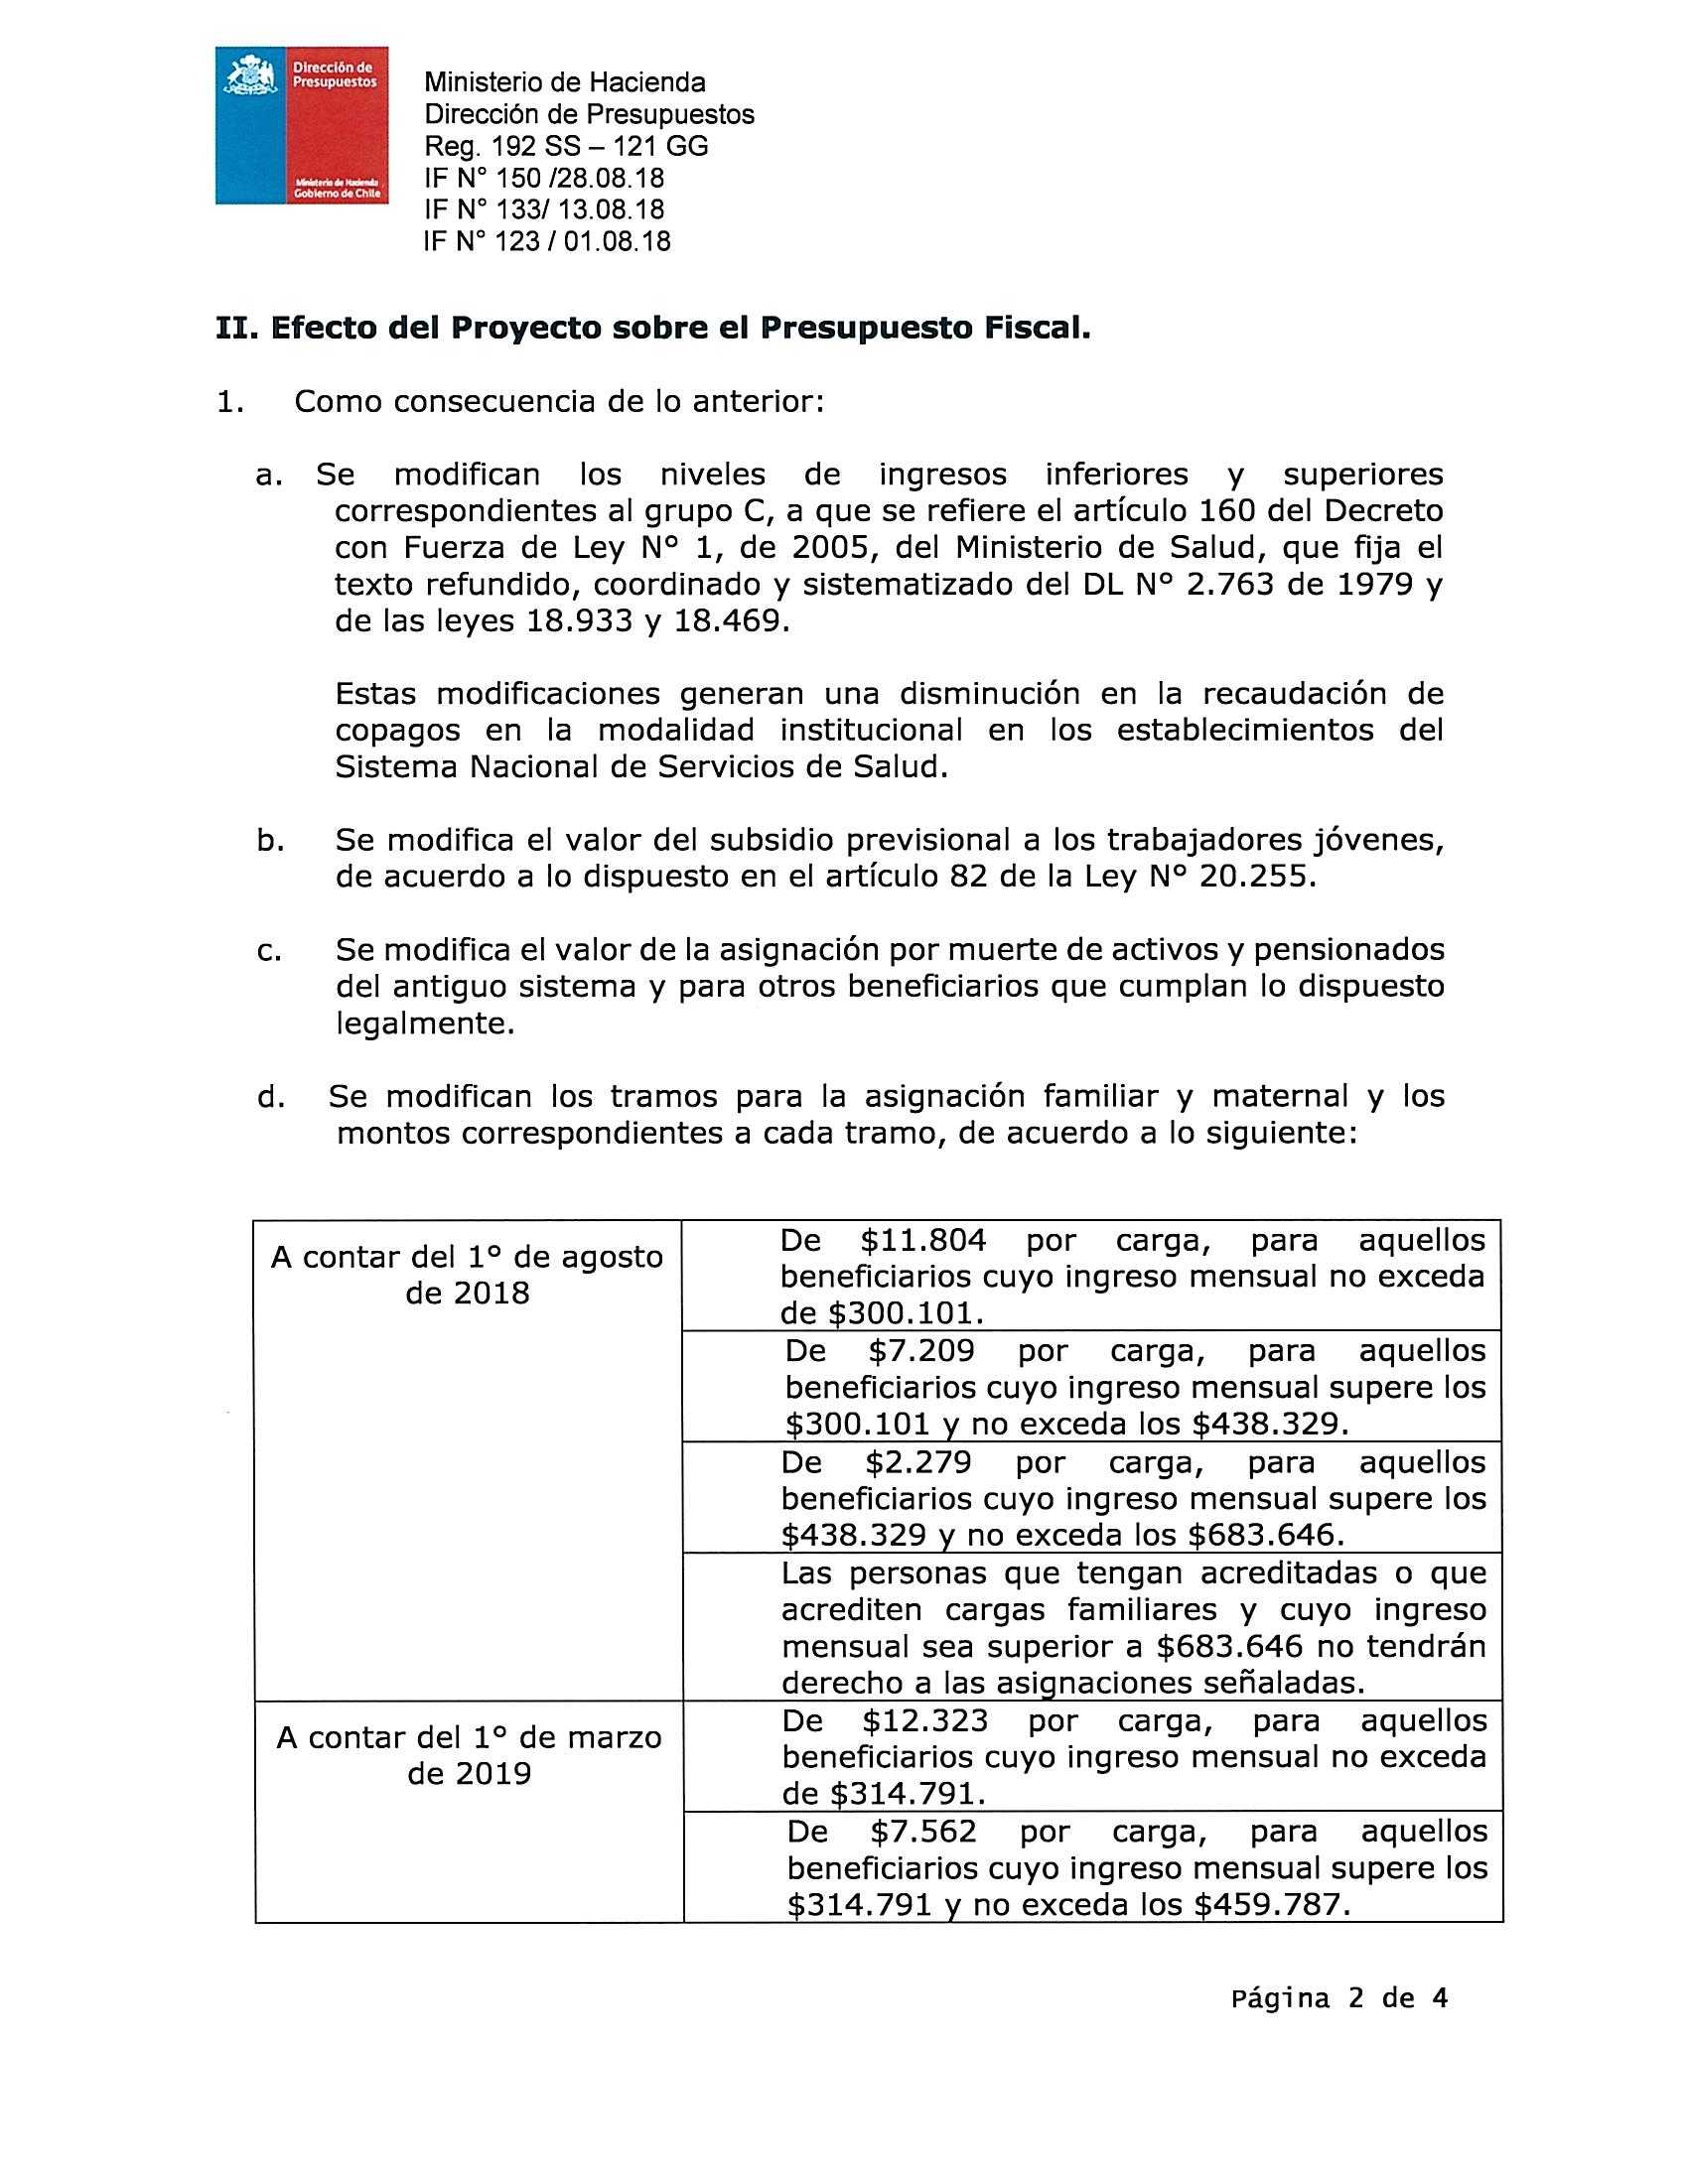 Dirección de
Presupuestos
Ministerio de Hacienda
Gobierno de Chile
Ministerio de Hacienda
Dirección de Presupuestos
Reg. 192 SS – 121 GG
IF N° 150 /28.08.18
IF N° 133/ 13.08.18
IF N° 123 / 01.08.18
II. Efecto del Proyecto sobre el Presupuesto Fiscal.
1. Como consecuencia de lo anterior:
a. Se modifican los niveles de ingresos inferiores y superiores
correspondientes al grupo C, a que se refiere el artículo 160 del Decreto
con Fuerza de Ley Nº 1, de 2005, del Ministerio de Salud, que fija el
texto refundido, coordinado y sistematizado del DL Nº 2.763 de 1979 y
de las leyes 18.933 y 18.469.
Estas modificaciones generan una disminución en la recaudación de
copagos en la modalidad institucional en los establecimientos del
Sistema Nacional de Servicios de Salud.
b. Se modifica el valor del subsidio previsional a los trabajadores jóvenes,
de acuerdo a lo dispuesto en el artículo 82 de la Ley Nº 20.255.
c. Se modifica el valor de la asignación por muerte de activos y pensionados
del antiguo sistema y para otros beneficiarios que cumplan lo dispuesto
legalmente.
d. Se modifican los tramos para la asignación familiar y maternal y los
montos correspondientes a cada tramo, de acuerdo a lo siguiente:
A contar del 1º de agosto
de 2018
De $11.804 por carga, para aquellos
beneficiarios cuyo ingreso mensual no exceda
de $300.101.
De $7.209 por carga, para aquellos
beneficiarios cuyo ingreso mensual supere los
$300.101 y no exceda los $438.329.
De $2.279 por carga, para aquellos
beneficiarios cuyo ingreso mensual supere los
$438.329 y no exceda los $683.646.
Las personas que tengan acreditadas o que
acrediten cargas familiares y cuyo ingreso
mensual sea superior a $683.646 no tendrán
derecho a las asignaciones señaladas.
A contar del 1º de marzo
de 2019
De $12.323 por carga, para aquellos
beneficiarios cuyo ingreso mensual no exceda
de $314.791.
De $7.562 por carga, para aquellos
beneficiarios cuyo ingreso mensual supere los
$314.791 y no exceda los $459.787.
Página 2 de 4